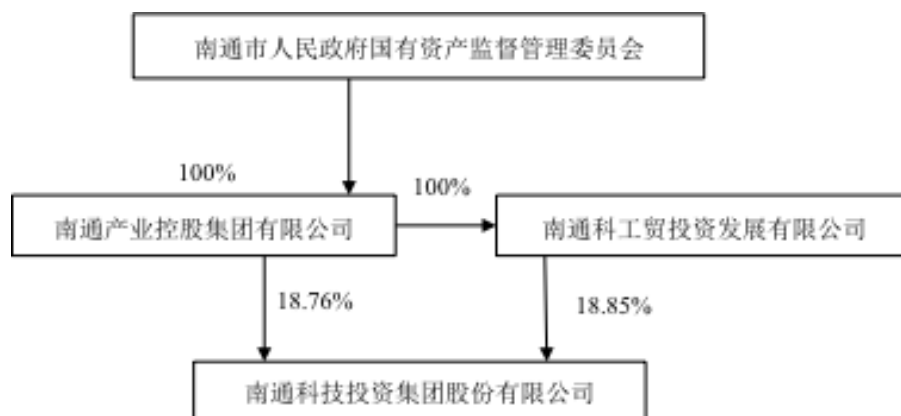 南通市人民政府国有资产监督管理委员会
100%
100%
南通产业控股集团有限公司
南通科工贸投资发展有限公司
18.76%
18.85%
南通科技投资集团股份有限公司